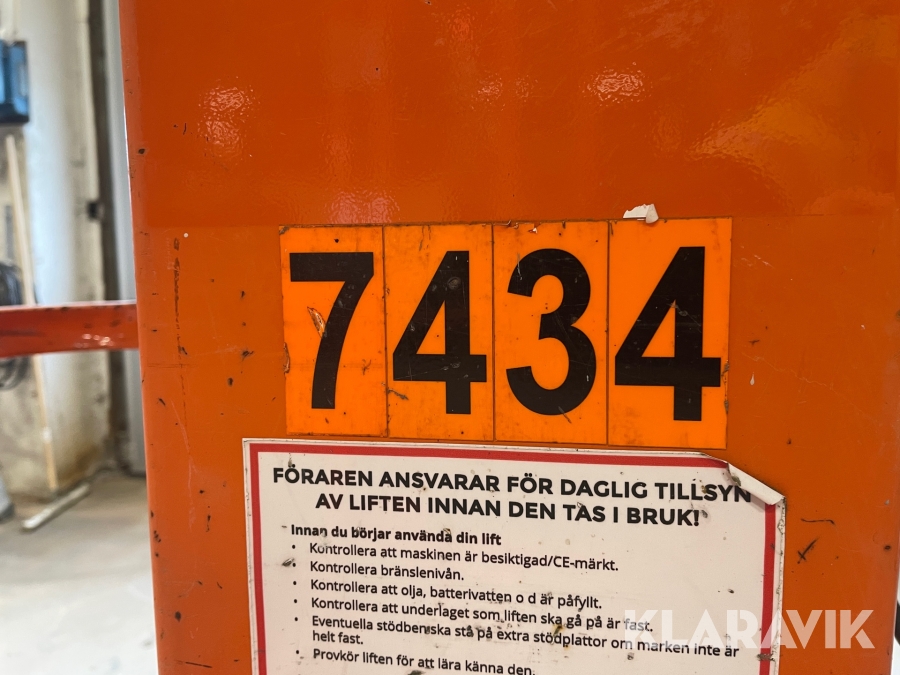 7434
FÖRAREN ANSVARAR FÖR DAGLIG TILLSYN
AV LIFTEN INNAN DEN TAS I BRUK!
Innan du börjar använda din lift
• Kontrollera att maskinen är besiktigad/CE-märkt.
• Kontrollera bränslenivån.
• Kontrollera att olja, batterivatten o d är påfyllt.
• Kontrollera att underlaget som liften ska gå på är fast.
• Eventuella stödbenska stå på extra stödplattor om marken inte är
helt fast.
• Provkör liften för att lära känna den.
KLARAVIK